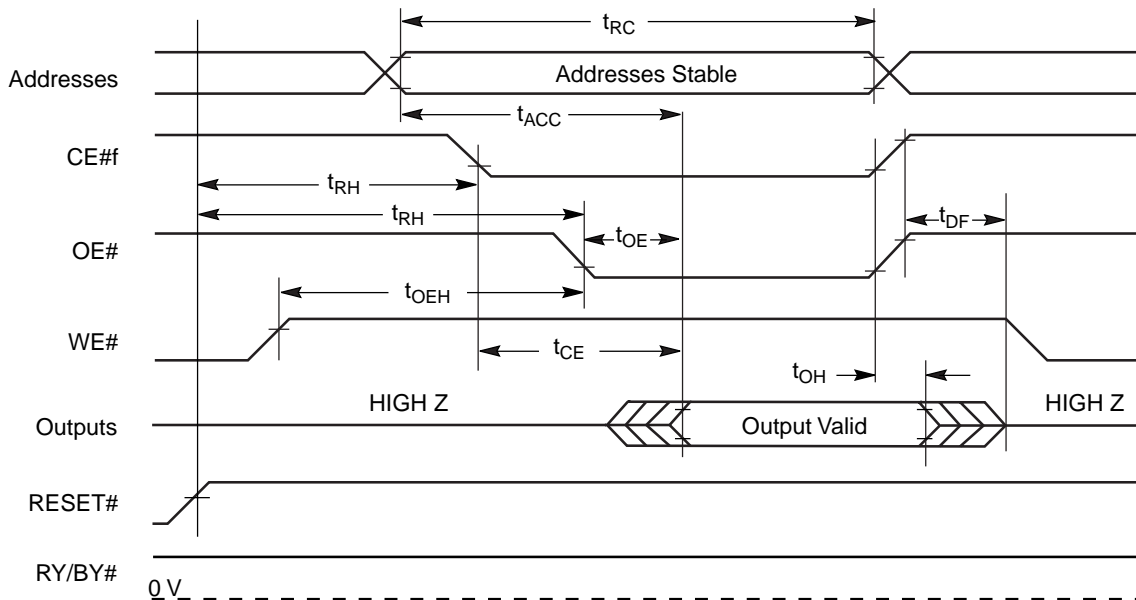 tRC
Addresses
Addresses Stable
tACC
CE#f
tRH
tRH
tOE
tDF
OE#
tOEH
WE#
tCE
tOH
HIGH Z
HIGH Z
Outputs
Output Valid
RESET#
RY/BY#
0 V